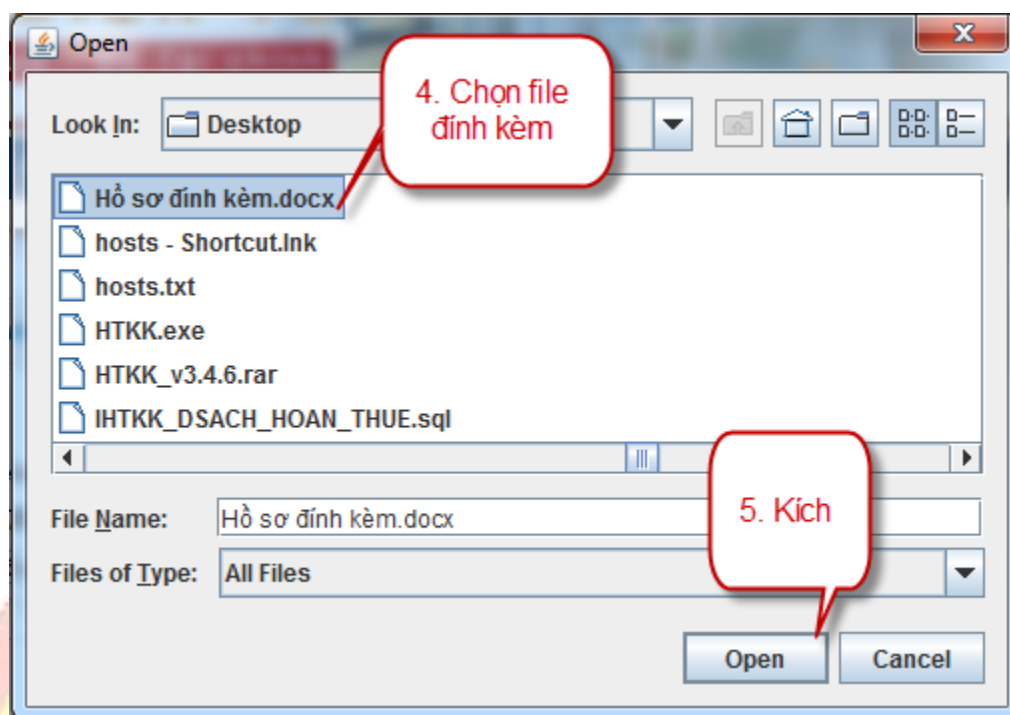 Open
4. Chọn file
đính kèm
Look In: Desktop
Hồ sơ đính kèm.docx
hosts - Shortcut.lnk
hosts.txt
HTKK.exe
HTKK_v3.4.6.rar
IHTKK_DSACH_HOAN_THUE.sql
5. Kích
File Name: Hồ sơ đính kèm.docx
Files of Type: All Files
Open Cancel